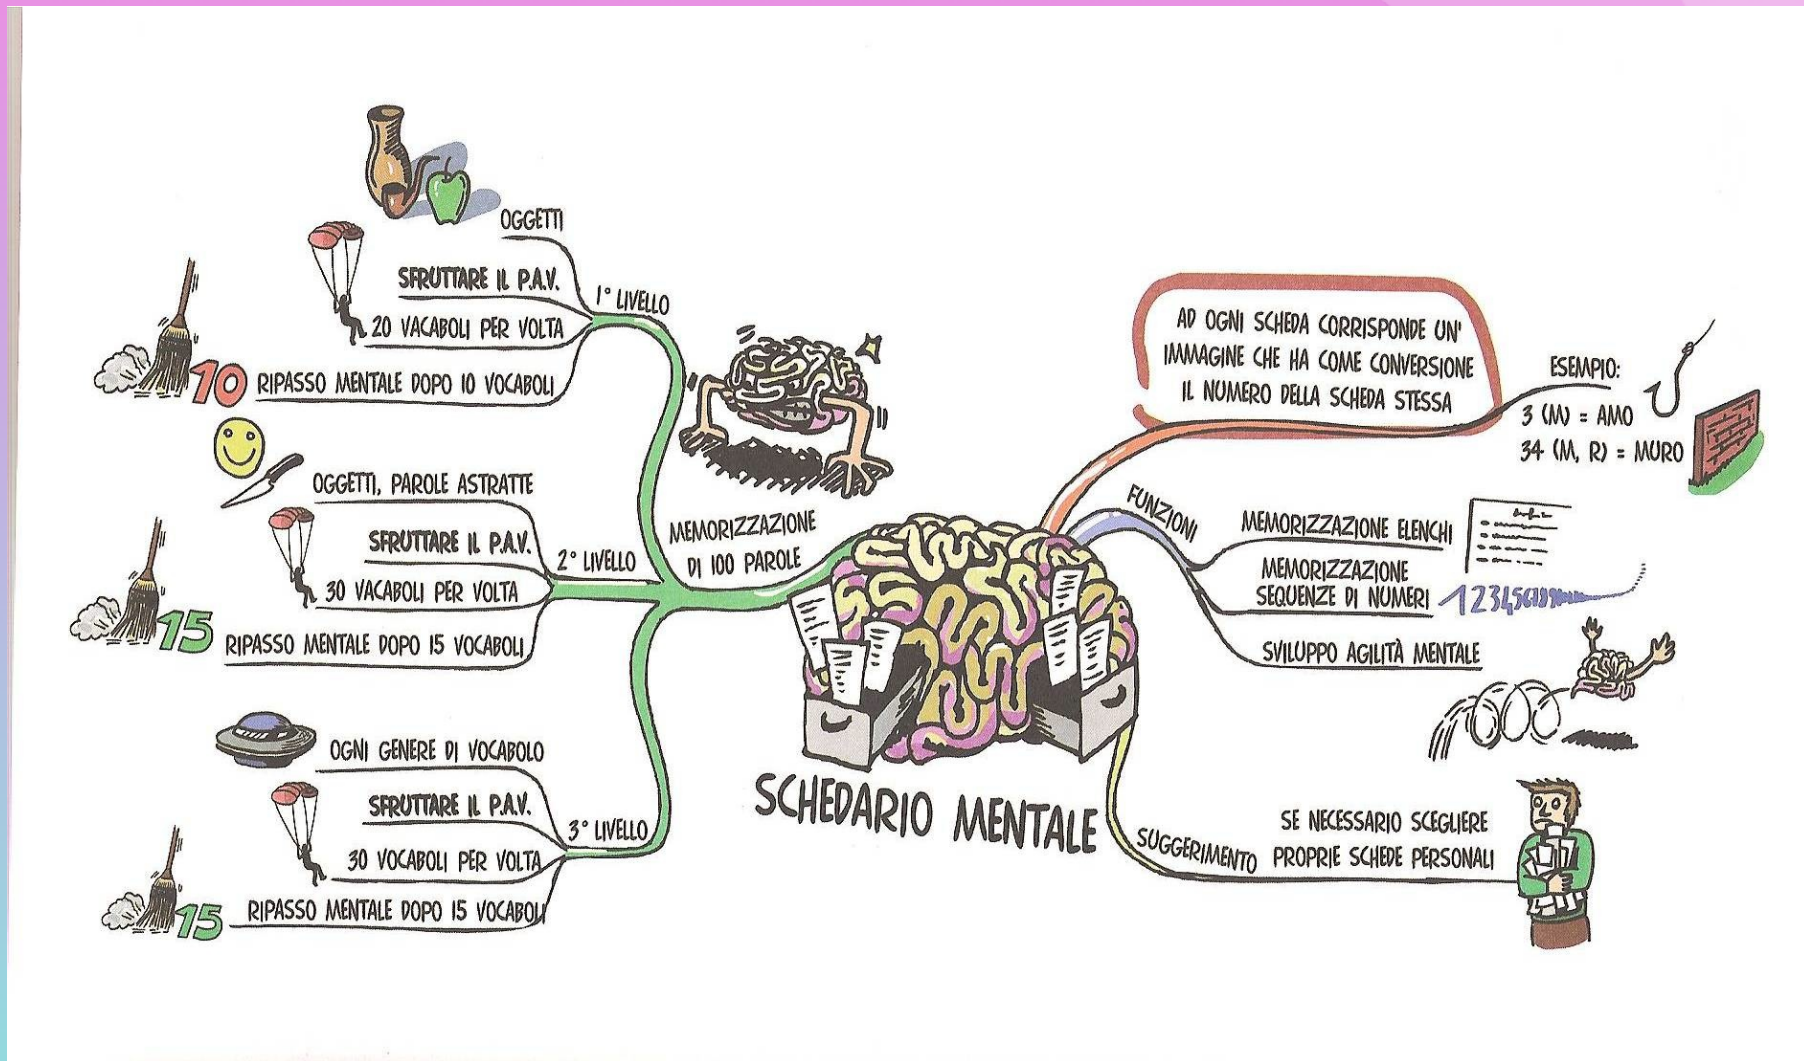 SCHEDARIO MENTALE
AD OGNI SCHEDA CORRISPONDE UN'
IMMAGINE CHE HA COME CONVERSIONE
IL NUMERO DELLA SCHEDA STESSA
ESEMPIO:
3 (M) = AMO
34 (M, R) = MURO
FUNZIONI
MEMORIZZAZIONE ELENCHI
MEMORIZZAZIONE
SEQUENZE DI NUMERI
123456789
SVILUPPO AGILITÀ MENTALE
SUGGERIMENTO
SE NECESSARIO SCEGLIERE
PROPRIE SCHEDE PERSONALI
MEMORIZZAZIONE
DI 100 PAROLE
1° LIVELLO
OGGETTI
SFRUTTARE IL P.A.V.
20 VACABOLI PER VOLTA
10
RIPASSO MENTALE DOPO 10 VOCABOLI
2° LIVELLO
OGGETTI, PAROLE ASTRATTE
SFRUTTARE IL P.A.V.
30 VACABOLI PER VOLTA
15
RIPASSO MENTALE DOPO 15 VOCABOLI
3° LIVELLO
OGNI GENERE DI VOCABOLO
SFRUTTARE IL P.A.V.
30 VOCABOLI PER VOLTA
15
RIPASSO MENTALE DOPO 15 VOCABOLI